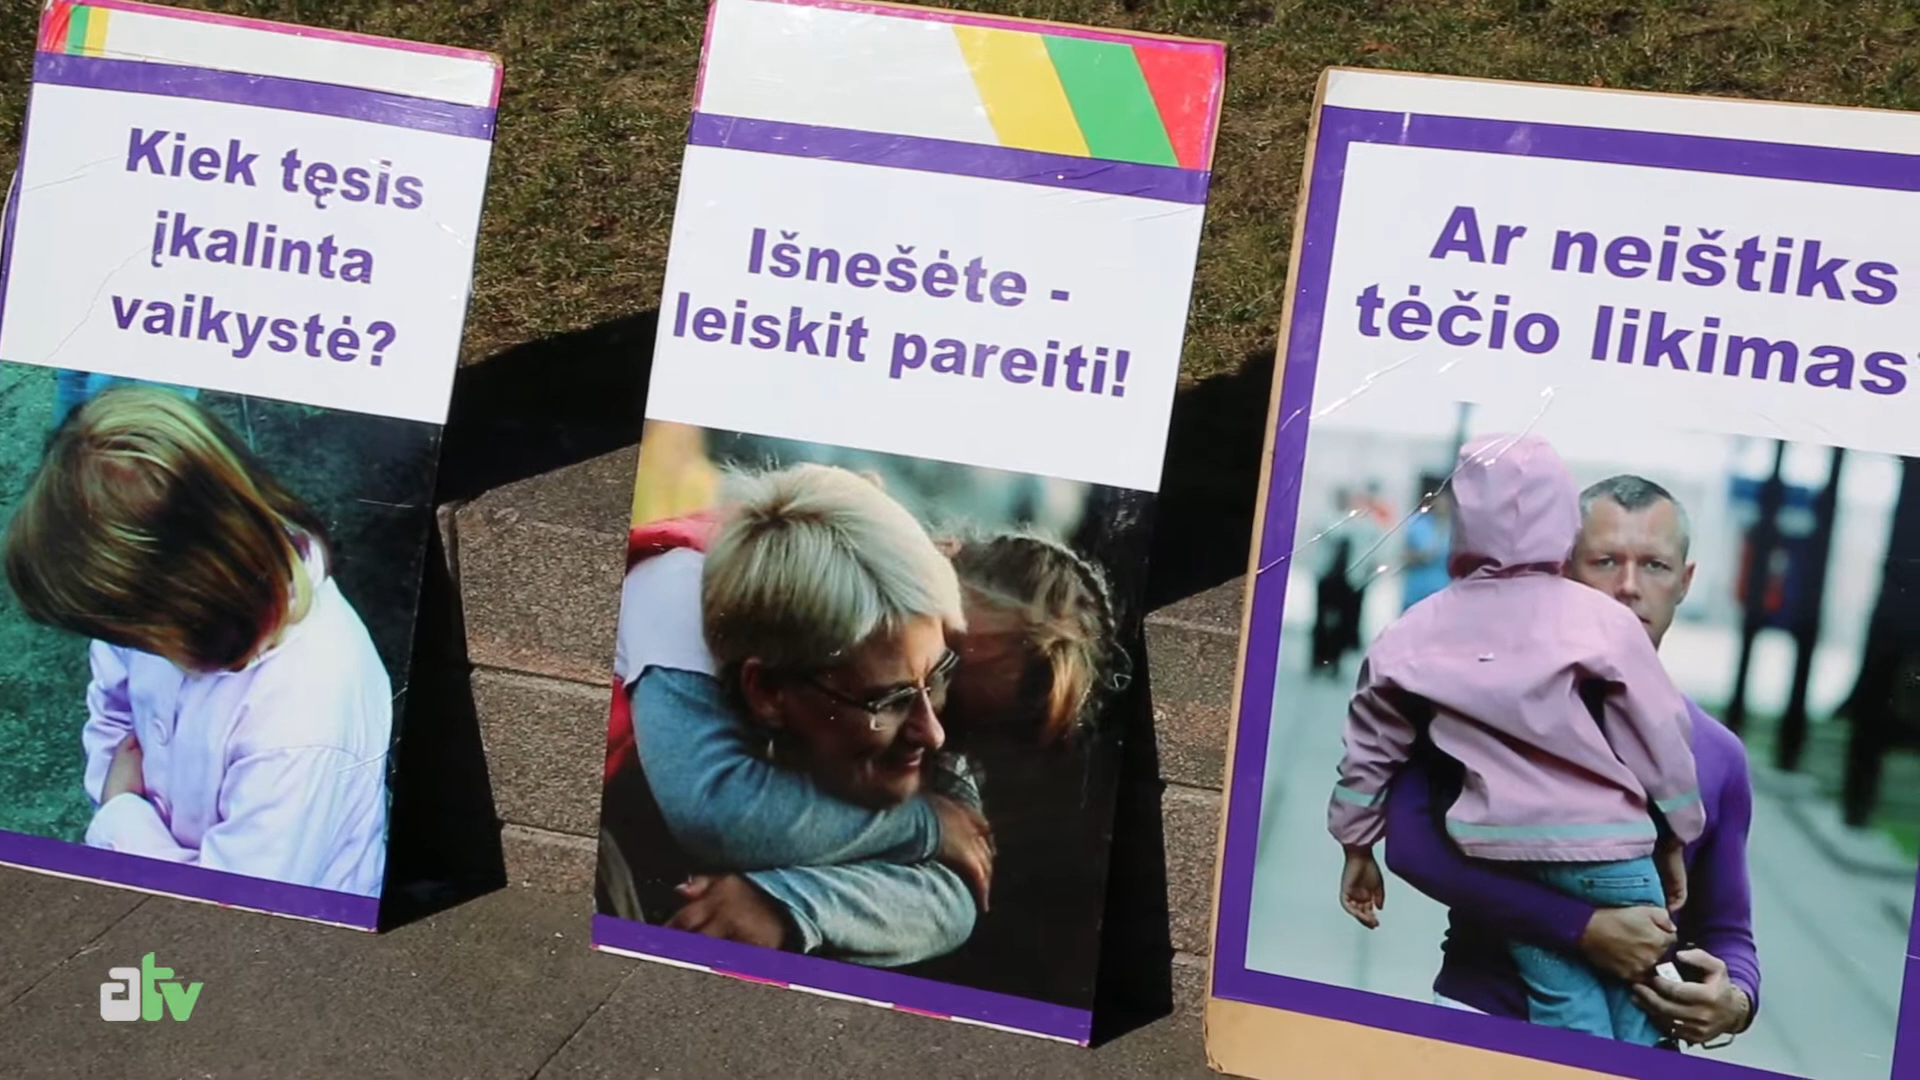 Kiek tęsis
įkalinta
vaikystė?
Išnešėte -
leiskit pareiti!
Ar neištiks
tėčio likimas
atv